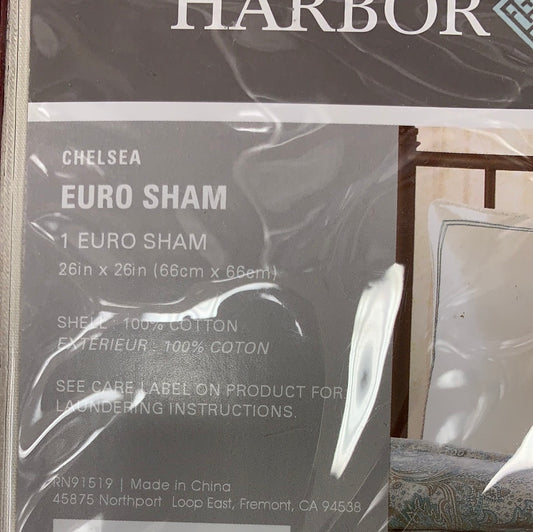 HARBOR
CHELSEA
EURO SHAM
1 EURO SHAM
26in x 26in (66cm x 66cm)
SHELL : 100% COTTON
EXTÉRIEUR : 100% COTON
SEE CARE LABEL ON PRODUCT FOR
LAUNDERING INSTRUCTIONS.
RN91519 | Made in China
45875 Northport Loop East, Fremont, CA 94538